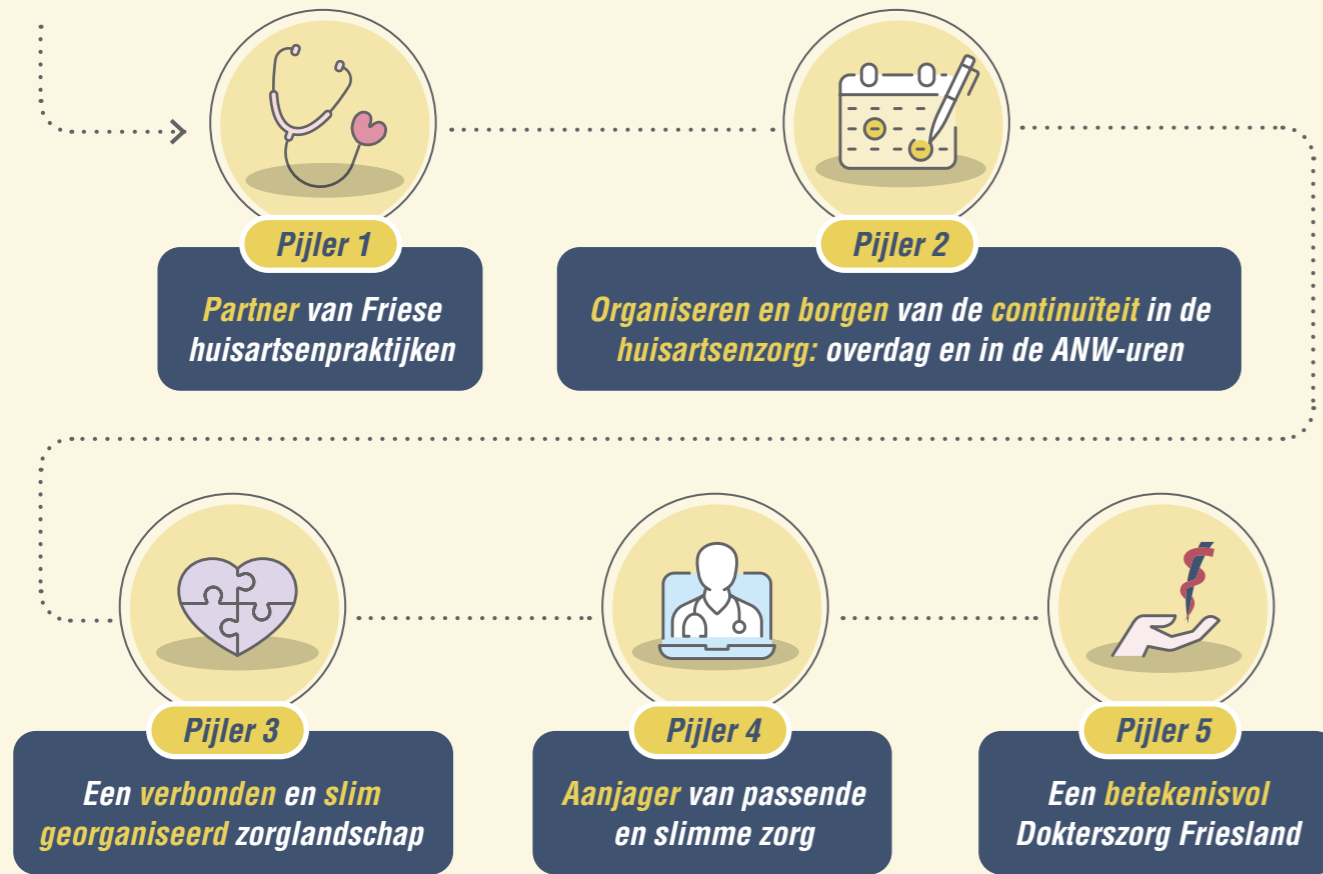 Pijler 1
Partner van Friese
huisartsenpraktijken
Pijler 2
Organiseren en borgen van de continuïteit in de
huisartsenzorg: overdag en in de ANW-uren
Pijler 3
Een verbonden en slim
georganiseerd zorglandschap
Pijler 4
Aanjager van passende
en slimme zorg
Pijler 5
Een betekenisvol
Dokterszorg Friesland